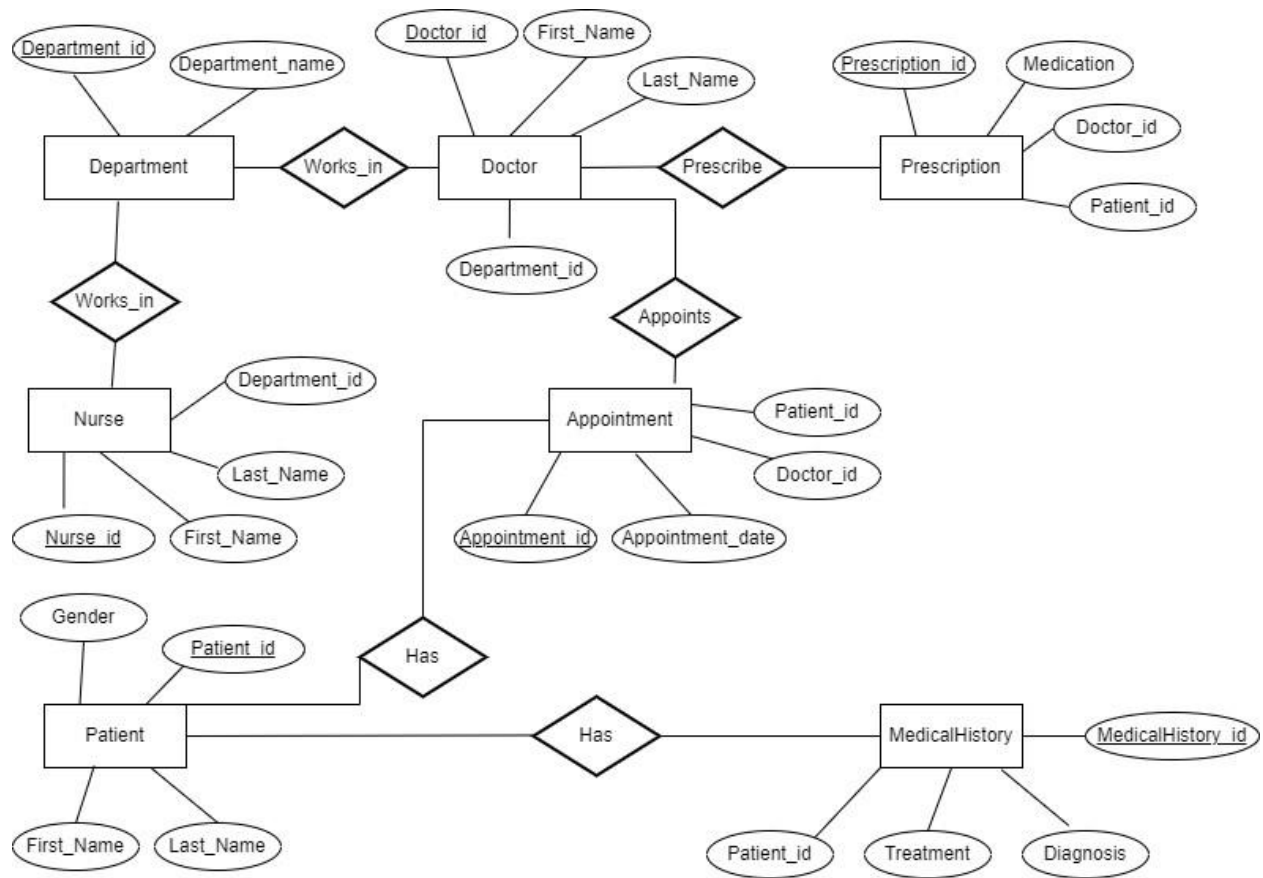 Department_id
Department_name
Doctor_id
First_Name
Last_Name
Prescription_id
Medication
Doctor_id
Patient_id
Department
Works_in
Doctor
Prescribe
Prescription
Department_id
Works_in
Appoints
Nurse
Department_id
Last_Name
Nurse_id
First_Name
Appointment
Patient_id
Doctor_id
Appointment_id
Appointment_date
Gender
Patient_id
Has
Patient
Has
MedicalHistory
MedicalHistory_id
First_Name
Last_Name
Patient_id
Treatment
Diagnosis